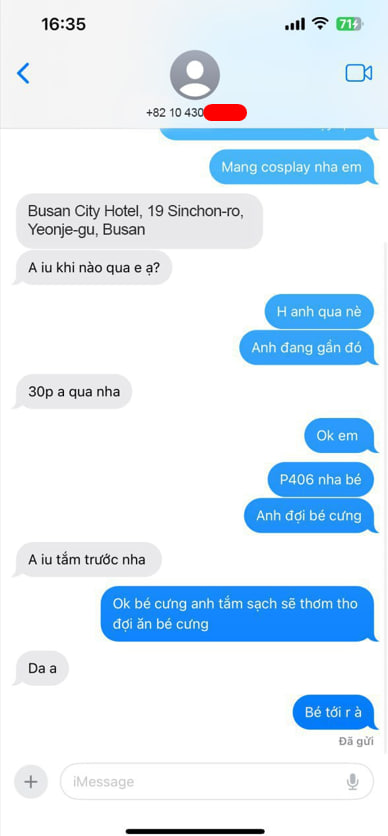 16:35
71
+82 10 430
Mang cosplay nha em
Busan City Hotel, 19 Sinchon-ro,
Yeonje-gu, Busan
A iu khi nào qua e ạ?
H anh qua nè
Anh đang gần đó
30p a qua nha
Ok em
P406 nha bé
Anh đợi bé cưng
A iu tắm trước nha
Ok bé cưng anh tắm sạch sẽ thơm tho
đợi ăn bé cưng
Da a
Bé tới r à
Đã gửi
iMessage